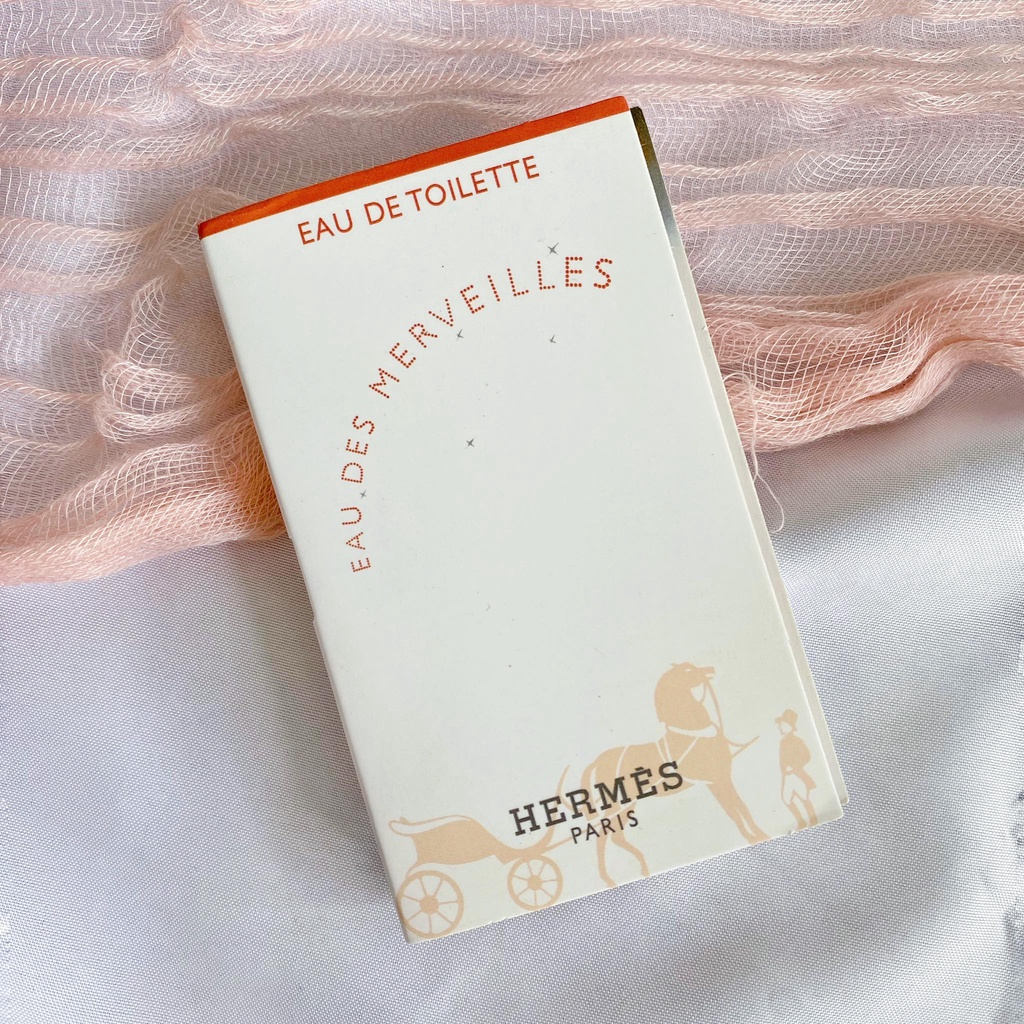 EAU DE TOILETTE
EAU DES MERVEILLES
HERMÈS
PARIS